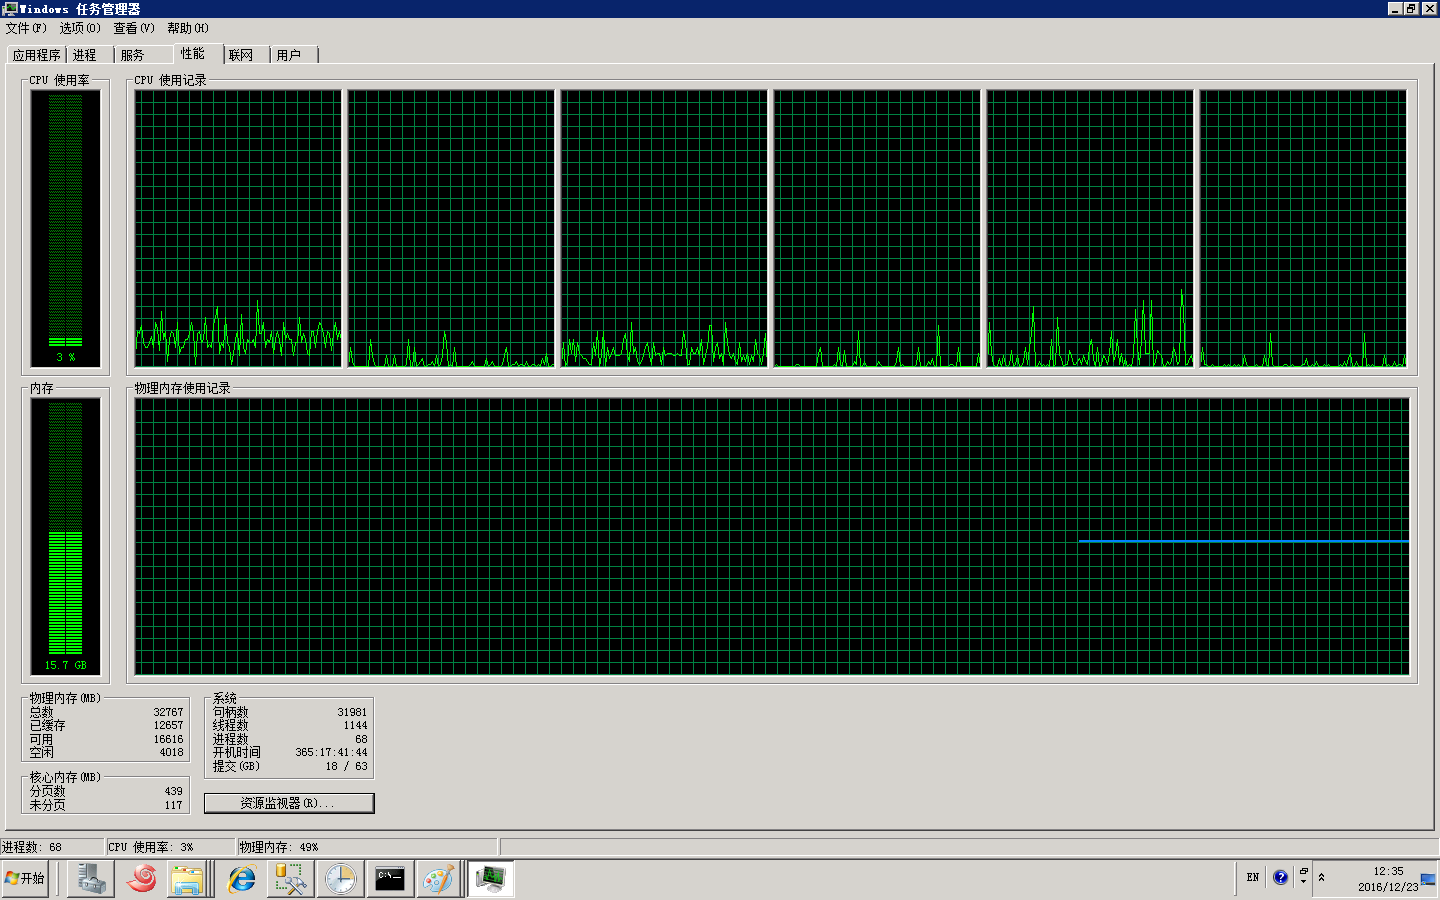 Windows 任务管理器
文件(F) 选项(O) 查看(V) 帮助(H)
应用程序 进程 服务 性能 联网 用户
CPU 使用率
3 %
CPU 使用记录
内存
15.7 GB
物理内存使用记录
物理内存(MB)
总数 32767
已缓存 12657
可用 16616
空闲 4018
核心内存(MB)
分页数 439
未分页 117
系统
句柄数 31981
线程数 1144
进程数 68
开机时间 365:17:41:44
提交(GB) 18 / 63
资源监视器(R)...
进程数: 68 CPU 使用率: 3% 物理内存: 49%
开始
C:\_
EN
12:35
2016/12/23